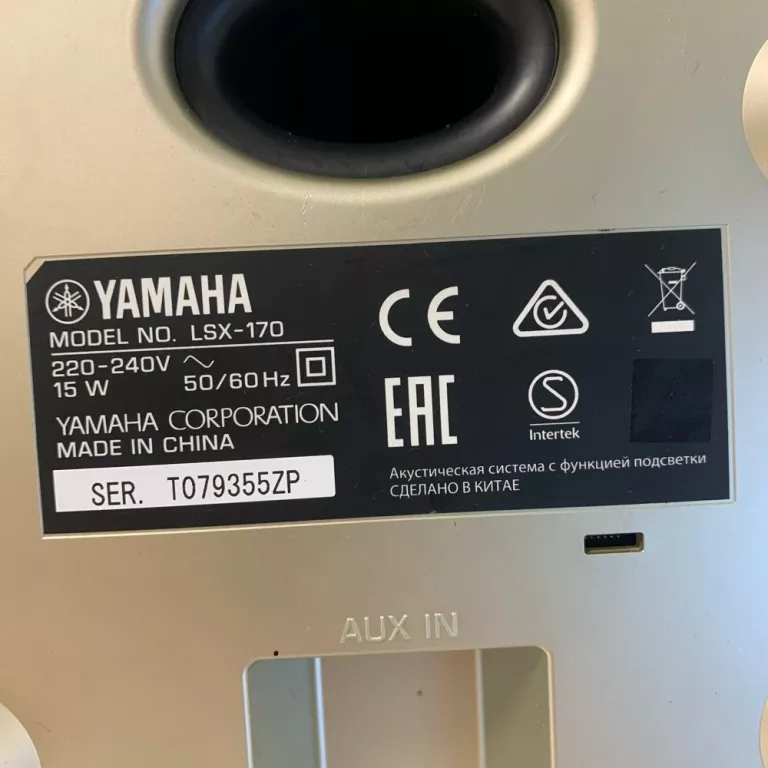 YAMAHA
MODEL NO. LSX-170
220-240V ~ 50/60Hz
15 W
YAMAHA CORPORATION
MADE IN CHINA
SER. T079355ZP
CE
EAC
S
Intertek
Акустическая система с функцией подсветки
СДЕЛАНО В КИТАЕ
AUX IN